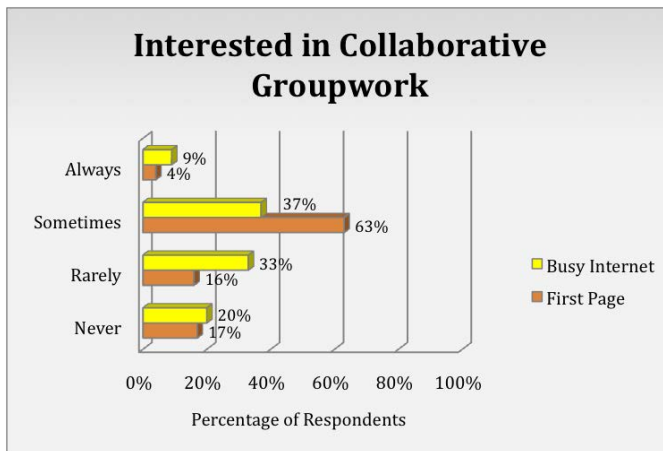 Interested in Collaborative
Groupwork
Always
9%
4%
Sometimes
37%
63%
Rarely
33%
16%
Never
20%
17%
Busy Internet
First Page
0% 20% 40% 60% 80% 100%
Percentage of Respondents